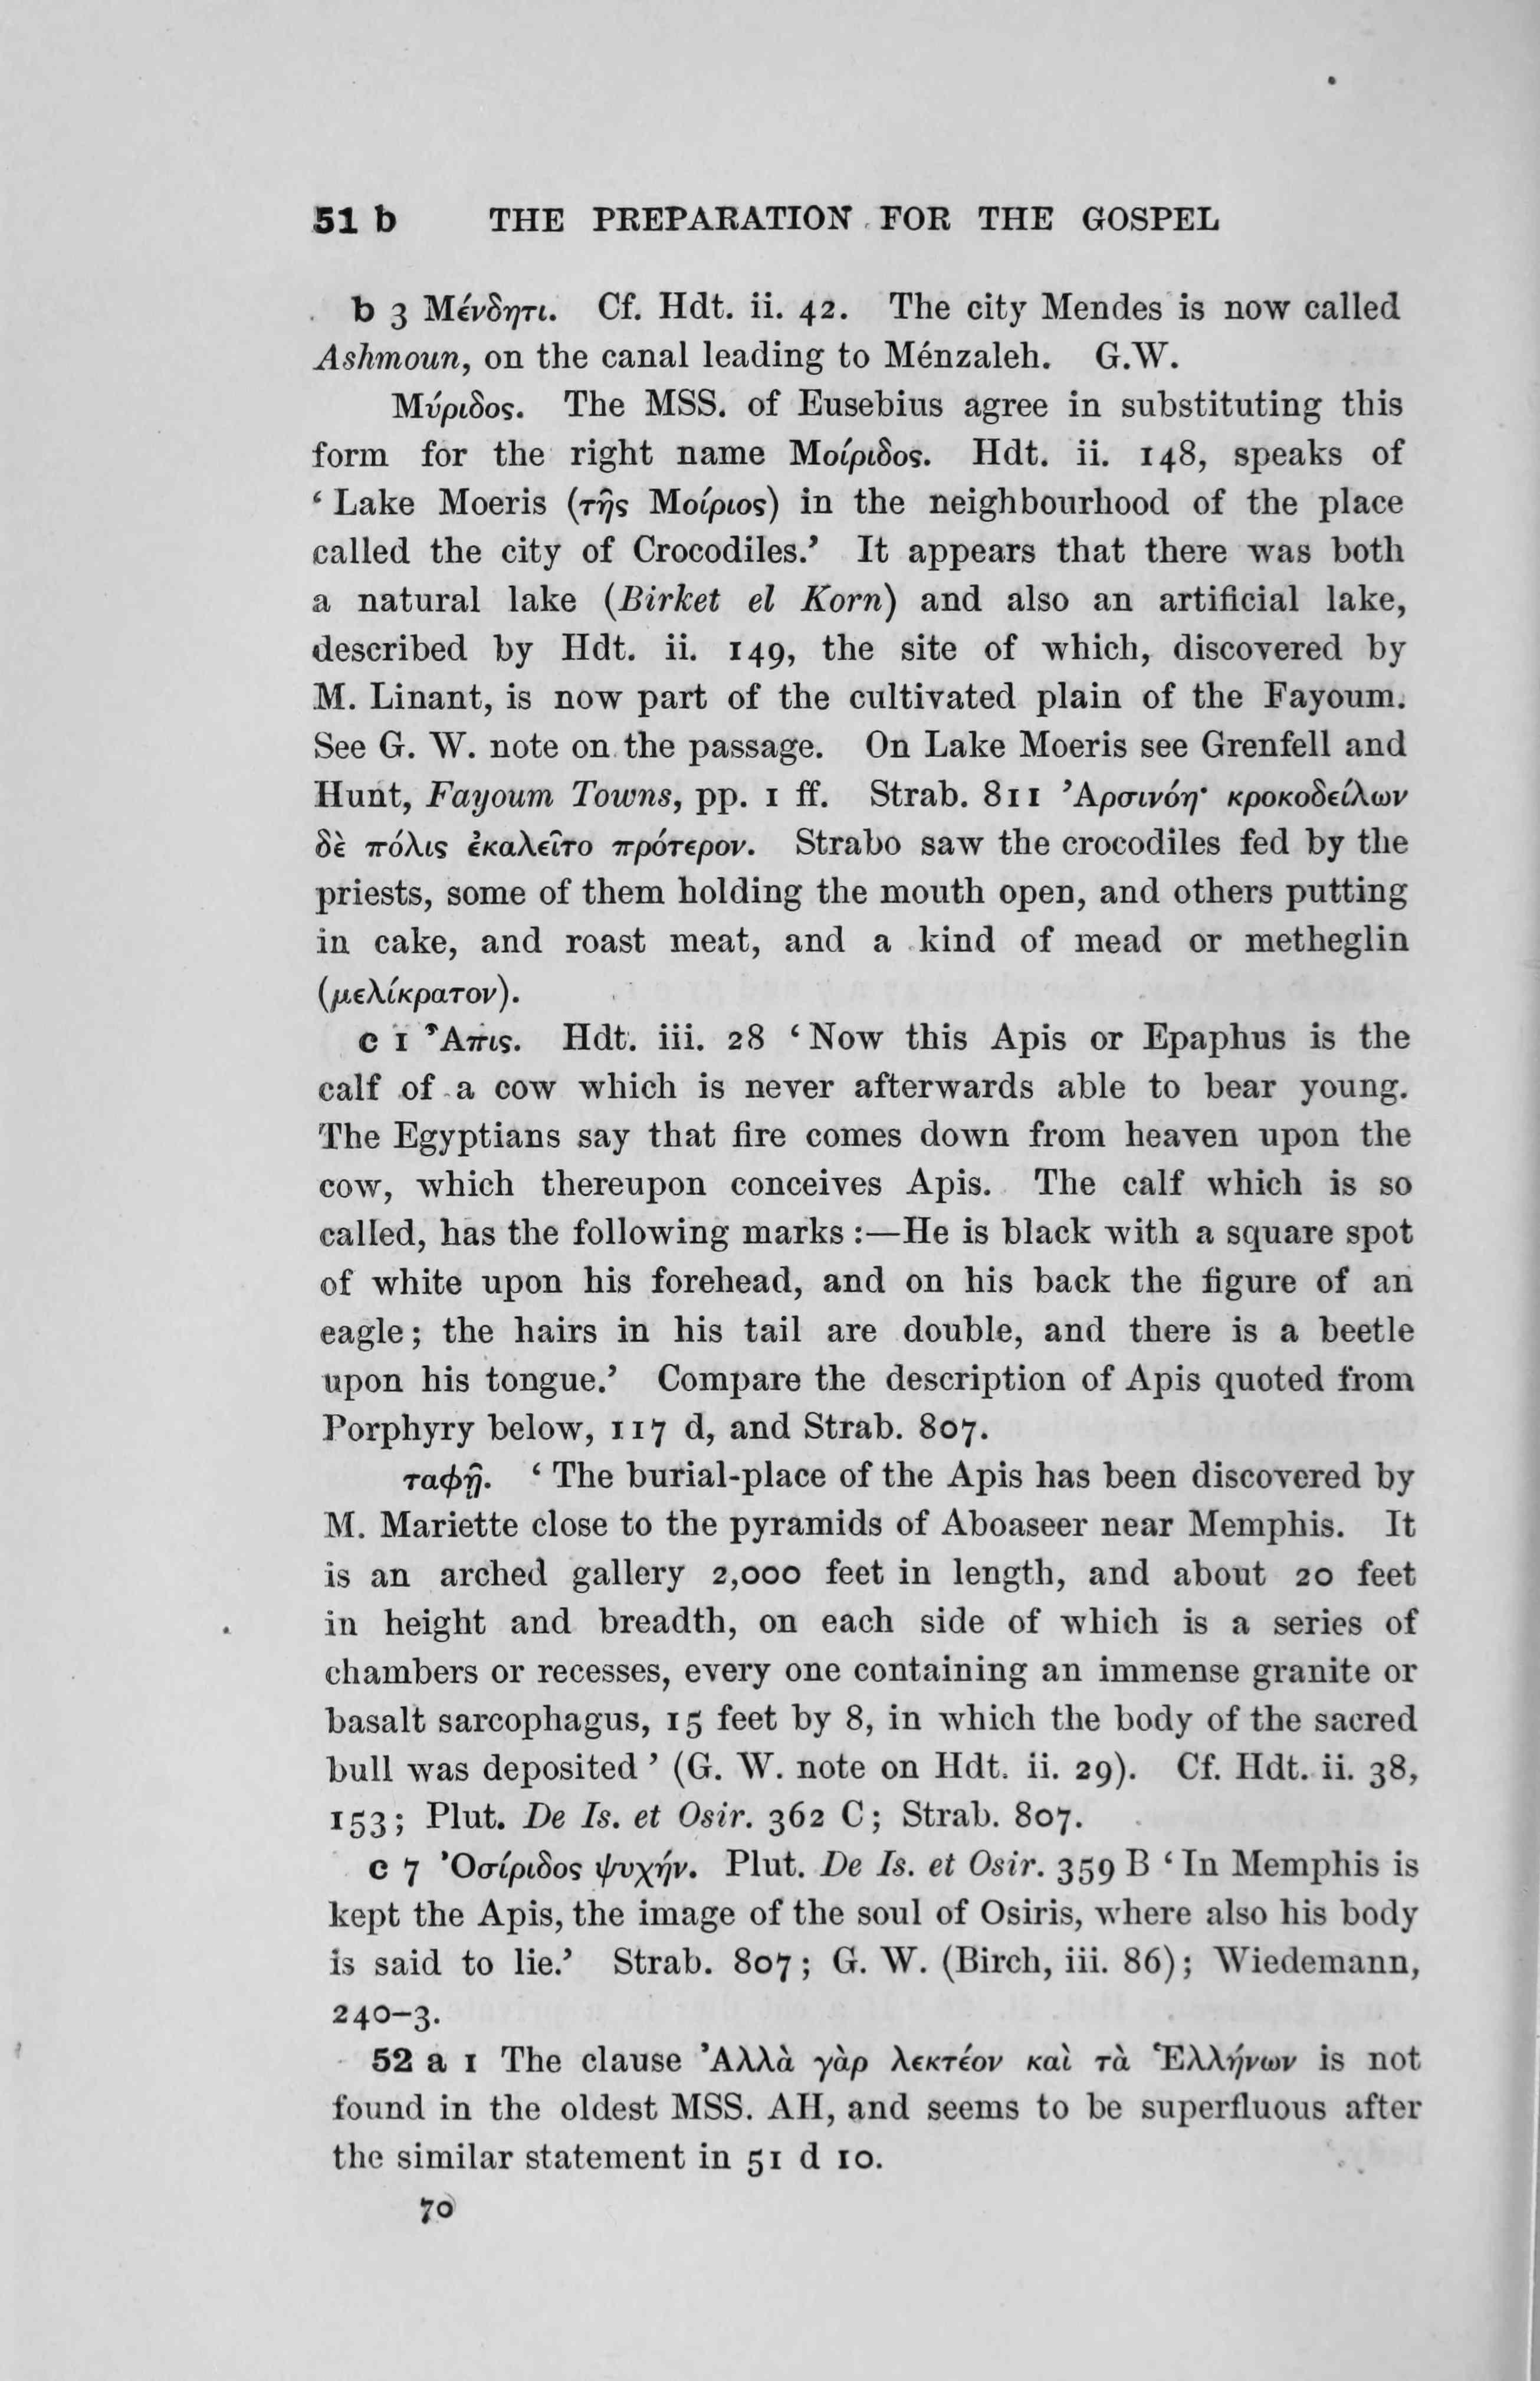 51 b THE PREPARATION FOR THE GOSPEL
b 3 Μένδητι. Cf. Hdt. ii. 42. The city Mendes is now called
Ashmoun, on the canal leading to Ménzaleh. G.W.
Μύριδος. The MSS. of Eusebius agree in substituting this
form for the right name Μοίριδος. Hdt. ii. 148, speaks of
‘Lake Moeris (τῆς Μοίριος) in the neighbourhood of the place
called the city of Crocodiles.’ It appears that there was both
a natural lake (Birket el Korn) and also an artificial lake,
described by Hdt. ii. 149, the site of which, discovered by
M. Linant, is now part of the cultivated plain of the Fayoum.
See G. W. note on the passage. On Lake Moeris see Grenfell and
Hunt, Fayoum Towns, pp. 1 ff. Strab. 811 Ἀρσινόη· κροκοδείλων
δὲ πόλις ἐκαλεῖτο πρότερον. Strabo saw the crocodiles fed by the
priests, some of them holding the mouth open, and others putting
in cake, and roast meat, and a kind of mead or metheglin
(μελίκρατον).
c 1 Ἆπις. Hdt. iii. 28 ‘Now this Apis or Epaphus is the
calf of a cow which is never afterwards able to bear young.
The Egyptians say that fire comes down from heaven upon the
cow, which thereupon conceives Apis. The calf which is so
called, has the following marks :—He is black with a square spot
of white upon his forehead, and on his back the figure of an
eagle; the hairs in his tail are double, and there is a beetle
upon his tongue.’ Compare the description of Apis quoted from
Porphyry below, 117 d, and Strab. 807.
ταφῇ. ‘The burial-place of the Apis has been discovered by
M. Mariette close to the pyramids of Aboaseer near Memphis. It
is an arched gallery 2,000 feet in length, and about 20 feet
in height and breadth, on each side of which is a series of
chambers or recesses, every one containing an immense granite or
basalt sarcophagus, 15 feet by 8, in which the body of the sacred
bull was deposited’ (G. W. note on Hdt. ii. 29). Cf. Hdt. ii. 38,
153; Plut. De Is. et Osir. 362 C; Strab. 807.
c 7 Ὀσίριδος ψυχήν. Plut. De Is. et Osir. 359 B ‘In Memphis is
kept the Apis, the image of the soul of Osiris, where also his body
is said to lie.’ Strab. 807; G. W. (Birch, iii. 86); Wiedemann,
240–3.
52 a 1 The clause Ἀλλὰ γὰρ λεκτέον καὶ τὰ Ἑλλήνων is not
found in the oldest MSS. AH, and seems to be superfluous after
the similar statement in 51 d 10.
70